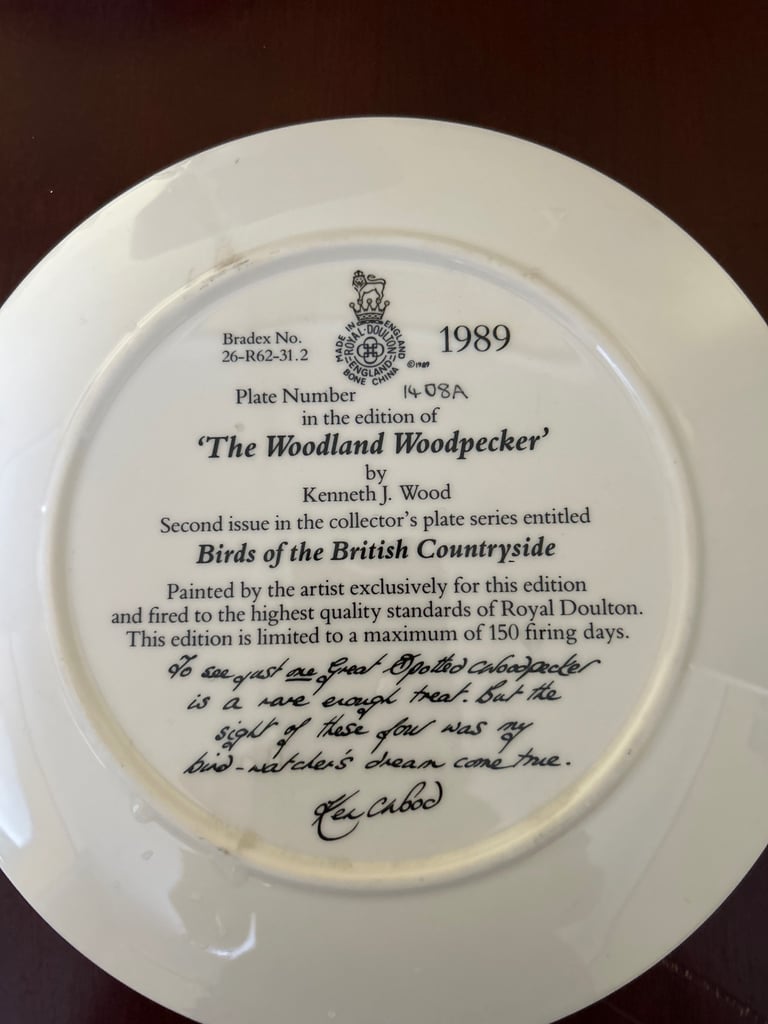 Bradex No.
26-R62-31.2
MADE IN ENGLAND
ROYAL·DOULTON
ENGLAND
BONE CHINA
©1989
1989
Plate Number 1408A
in the edition of
‘The Woodland Woodpecker’
by
Kenneth J. Wood
Second issue in the collector’s plate series entitled
Birds of the British Countryside
Painted by the artist exclusively for this edition
and fired to the highest quality standards of Royal Doulton.
This edition is limited to a maximum of 150 firing days.
To see just one Great Spotted Woodpecker
is a rare enough treat. But the
sight of these four was my
bird-watcher’s dream come true.
Ken Wood